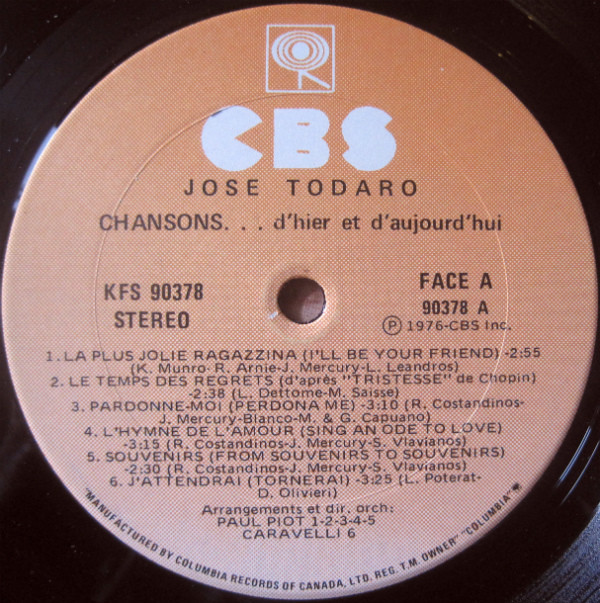 CBS
JOSE TODARO
CHANSONS. . . d'hier et d'aujourd'hui
KFS 90378
STEREO
FACE A
90378 A
Ⓟ 1976-CBS Inc.
1. LA PLUS JOLIE RAGAZZINA (I'LL BE YOUR FRIEND) -2:55
(K. Munro- R. Arnie-J. Mercury-L. Leandros)
2. LE TEMPS DES REGRETS (d'après "TRISTESSE" de Chopin)
-2:38 (L. Dettome-M. Saisse)
3. PARDONNE-MOI (PERDONA ME) -3:10 (R. Costandinos-
J. Mercury-Blanco-M. & G. Capuano)
4. L'HYMNE DE L'AMOUR (SING AN ODE TO LOVE)
-3:15 (R. Costandinos-J. Mercury-S. Vlavianos)
5. SOUVENIRS (FROM SOUVENIRS TO SOUVENIRS)
-2:30 (R. Costandinos-J. Mercury-S. Vlavianos)
6. J'ATTENDRAI (TORNERAI) -3:25 (L. Poterat-
D. Olivieri)
Arrangements et dir. orch:
PAUL PIOT 1-2-3-4-5
CARAVELLI 6
"MANUFACTURED BY COLUMBIA RECORDS OF CANADA, LTD. REG. T.M. OWNER" "COLUMBIA"